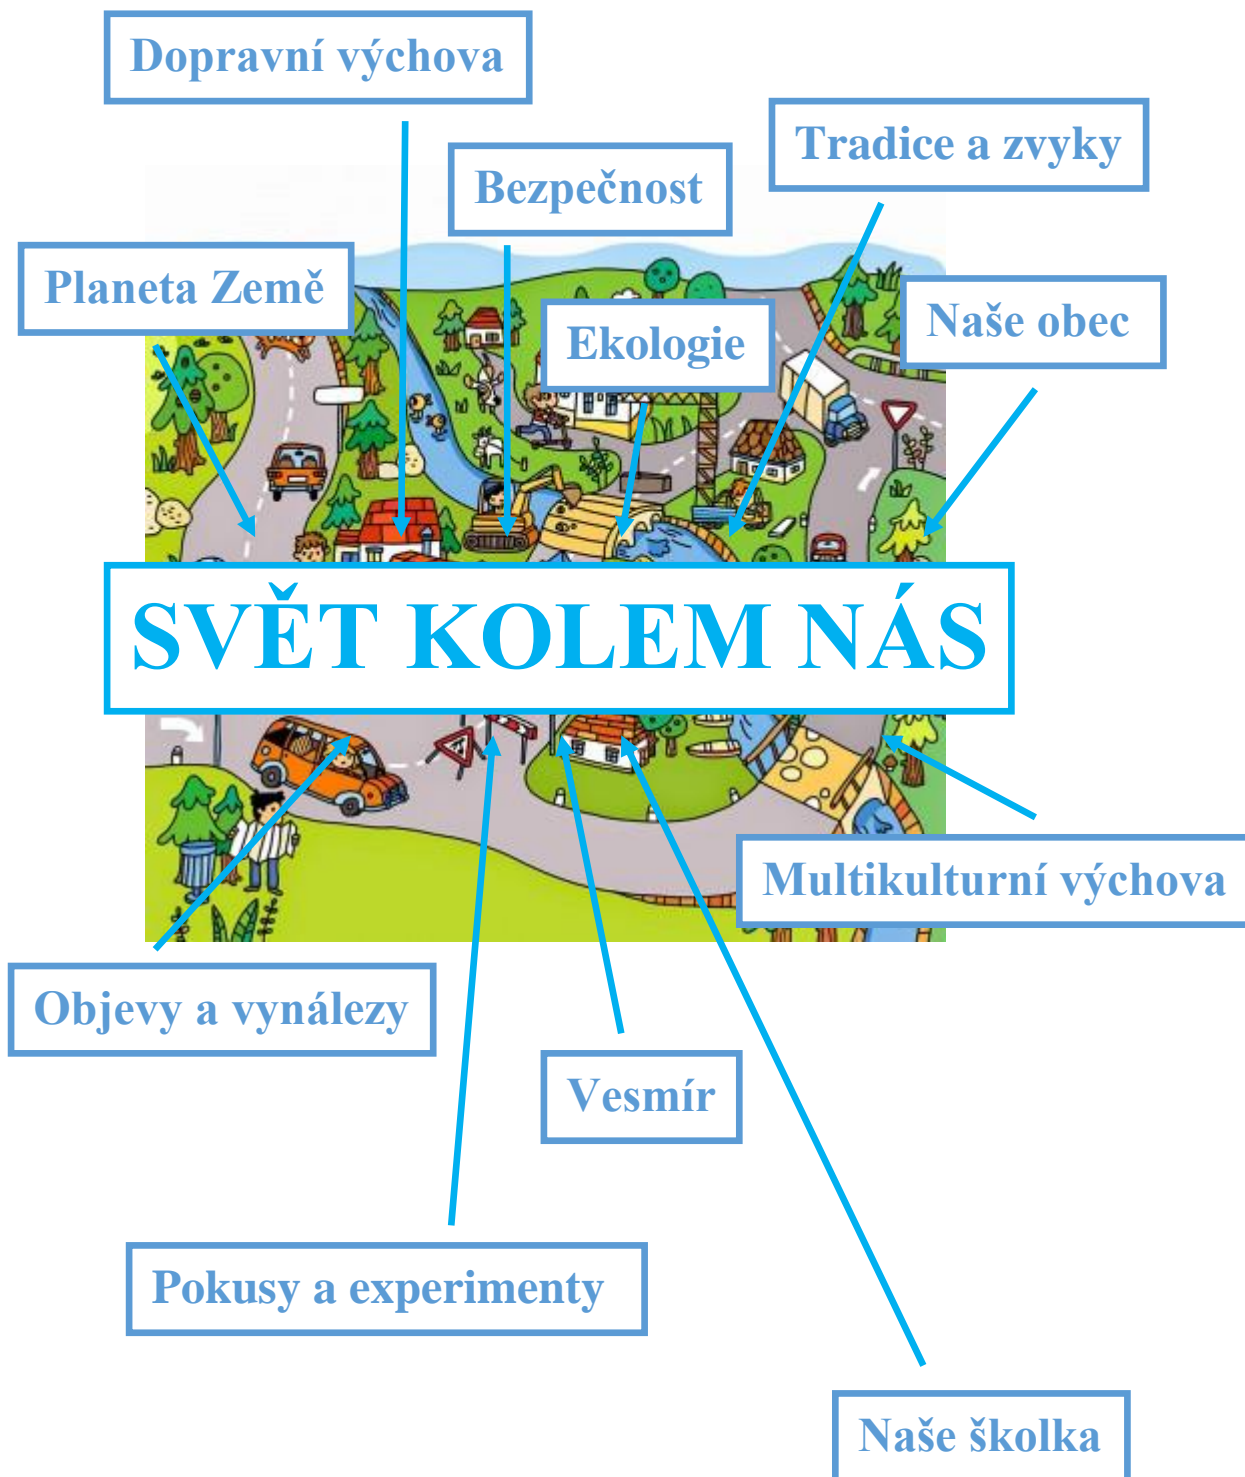 Dopravní výchova
Tradice a zvyky
Bezpečnost
Planeta Země
Naše obec
Ekologie
SVĚT KOLEM NÁS
Multikulturní výchova
Objevy a vynálezy
Vesmír
Pokusy a experimenty
Naše školka